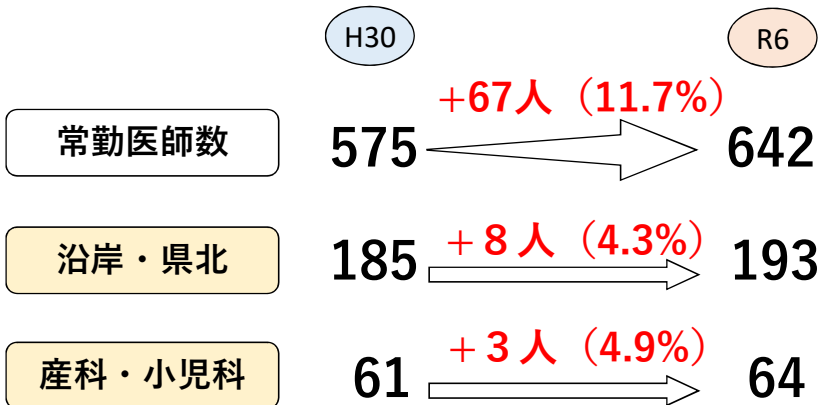 H30 R6
+67人（11.7%）
常勤医師数 575 642
+８人（4.3%）
沿岸・県北 185 193
+３人（4.9%）
産科・小児科 61 64